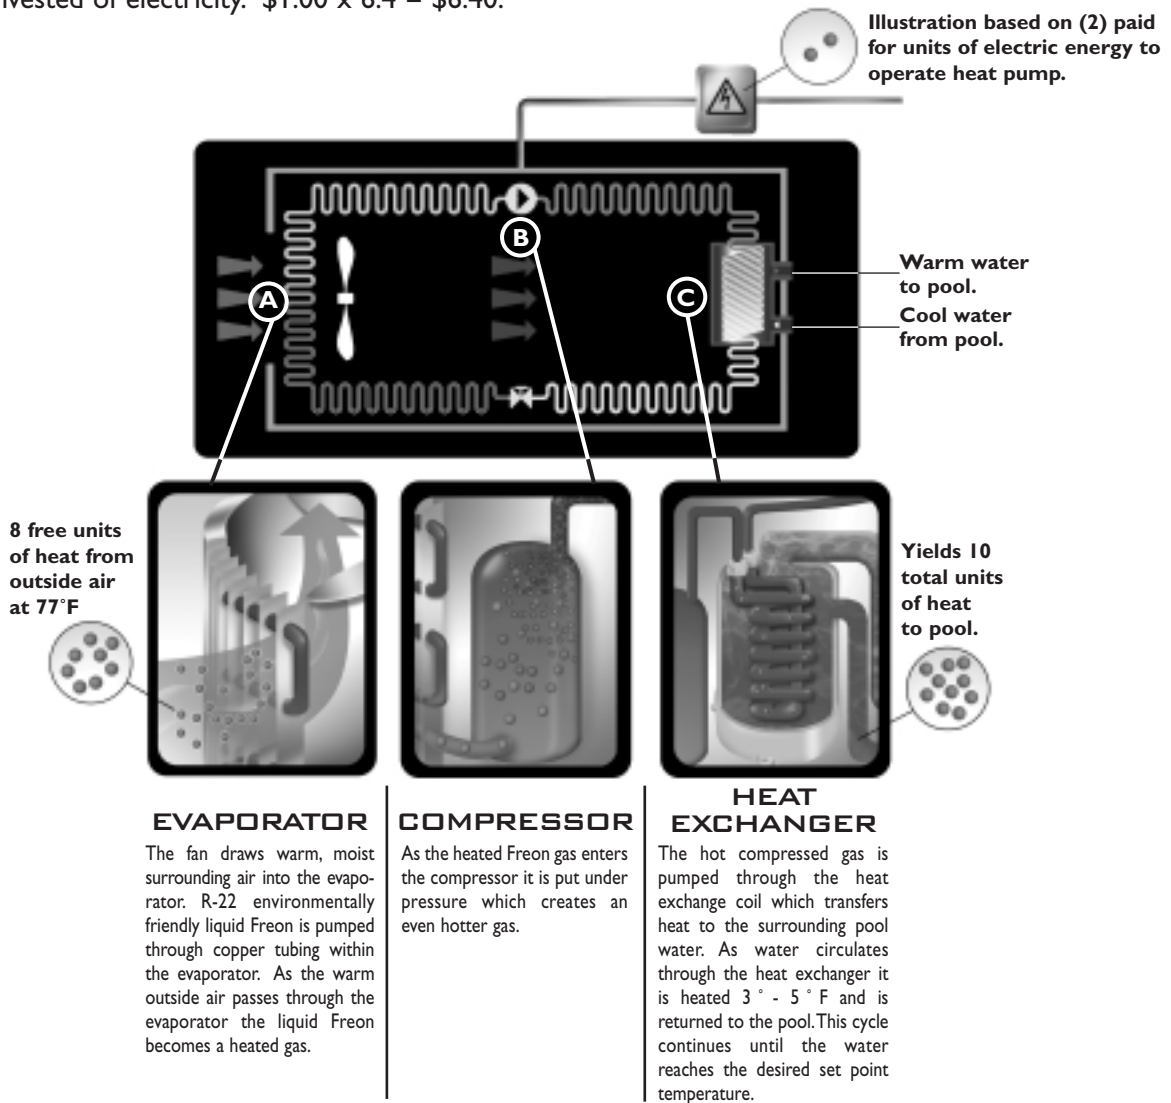 of electricity. $1.00 x 6.4 = $6.40.
Illustration based on (2) paid
for units of electric energy to
operate heat pump.
B
A
C
Warm water
to pool.
Cool water
from pool.
8 free units
of heat from
outside air
at 77°F
Yields 10
total units
of heat
to pool.
EVAPORATOR
The fan draws warm, moist
surrounding air into the evapo-
rator. R-22 environmentally
friendly liquid Freon is pumped
through copper tubing within
the evaporator. As the warm
outside air passes through the
evaporator the liquid Freon
becomes a heated gas.
COMPRESSOR
As the heated Freon gas enters
the compressor it is put under
pressure which creates an
even hotter gas.
HEAT
EXCHANGER
The hot compressed gas is
pumped through the heat
exchange coil which transfers
heat to the surrounding pool
water. As water circulates
through the heat exchanger it
is heated 3 ° - 5 ° F and is
returned to the pool.This cycle
continues until the water
reaches the desired set point
temperature.